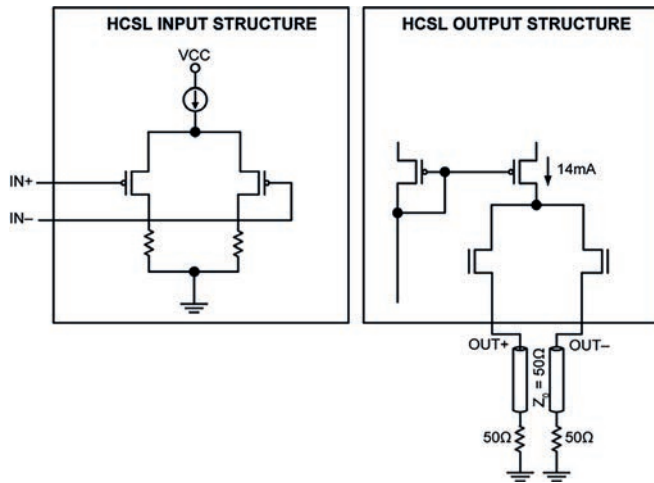 HCSL INPUT STRUCTURE
VCC
IN+
IN–
HCSL OUTPUT STRUCTURE
14mA
OUT+
OUT–
Z₀ = 50Ω
50Ω
50Ω